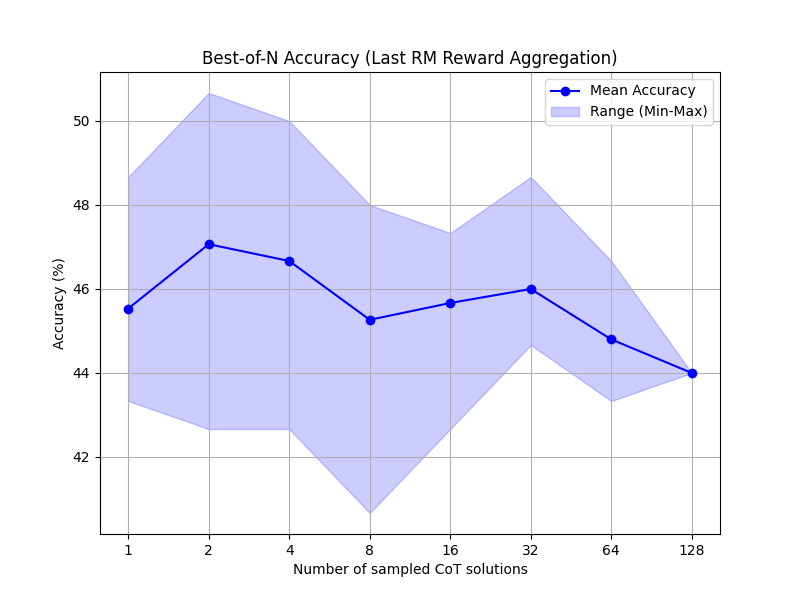 Best-of-N Accuracy (Last RM Reward Aggregation)
Mean Accuracy
Range (Min-Max)
Accuracy (%)
50
48
46
44
42
1 2 4 8 16 32 64 128
Number of sampled CoT solutions